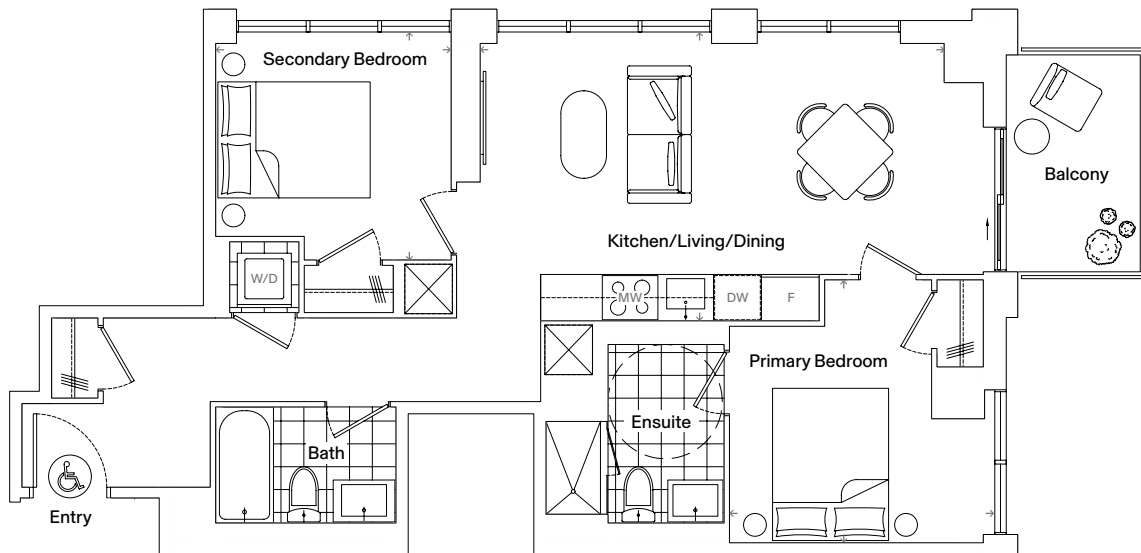 Secondary Bedroom
Balcony
Kitchen/Living/Dining
W/D
MW
DW
F
Primary Bedroom
Ensuite
Bath
Entry